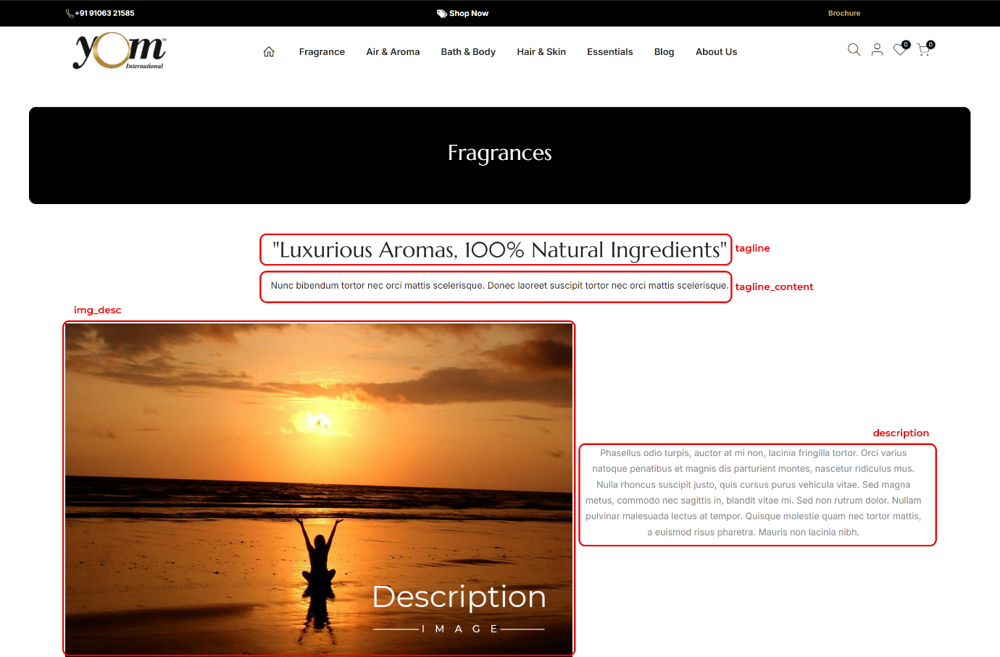 +91 91063 21585
Shop Now
Brochure
yom™
International
Fragrance
Air & Aroma
Bath & Body
Hair & Skin
Essentials
Blog
About Us
0
0
Fragrances
"Luxurious Aromas, 100% Natural Ingredients"
tagline
Nunc bibendum tortor nec orci mattis scelerisque. Donec laoreet suscipit tortor nec orci mattis scelerisque.
tagline_content
img_desc
Description
IMAGE
description
Phasellus odio turpis, auctor at mi non, lacinia fringilla tortor. Orci varius
natoque penatibus et magnis dis parturient montes, nascetur ridiculus mus.
Nulla rhoncus suscipit justo, quis cursus purus vehicula vitae. Sed magna
metus, commodo nec sagittis in, blandit vitae mi. Sed non rutrum dolor. Nullam
pulvinar malesuada lectus at tempor. Quisque molestie quam nec tortor mattis,
a euismod risus pharetra. Mauris non lacinia nibh.